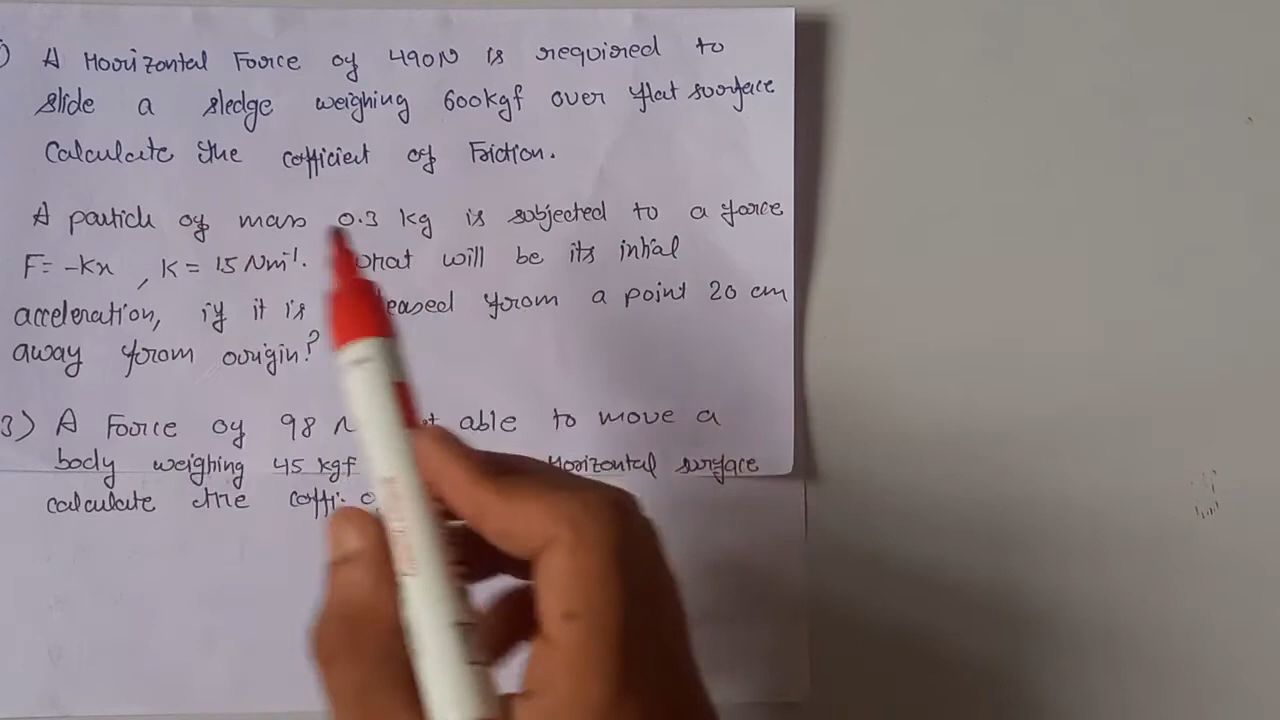 ) A Horizontal Force of 490N is required to
slide a sledge weighing 600kgf over flat surface
Calculate the cofficient of Friction.
A particle of mass 0.3 kg is subjected to a force
F= -Kx , K= 15 Nm⁻¹. what will be its intial
acceleration, if it is eased from a point 20 cm
away from origin?
3) A Force of 98 N able to move a
body weighing 45 kgf Horizontal surface
calculate the coffi. o